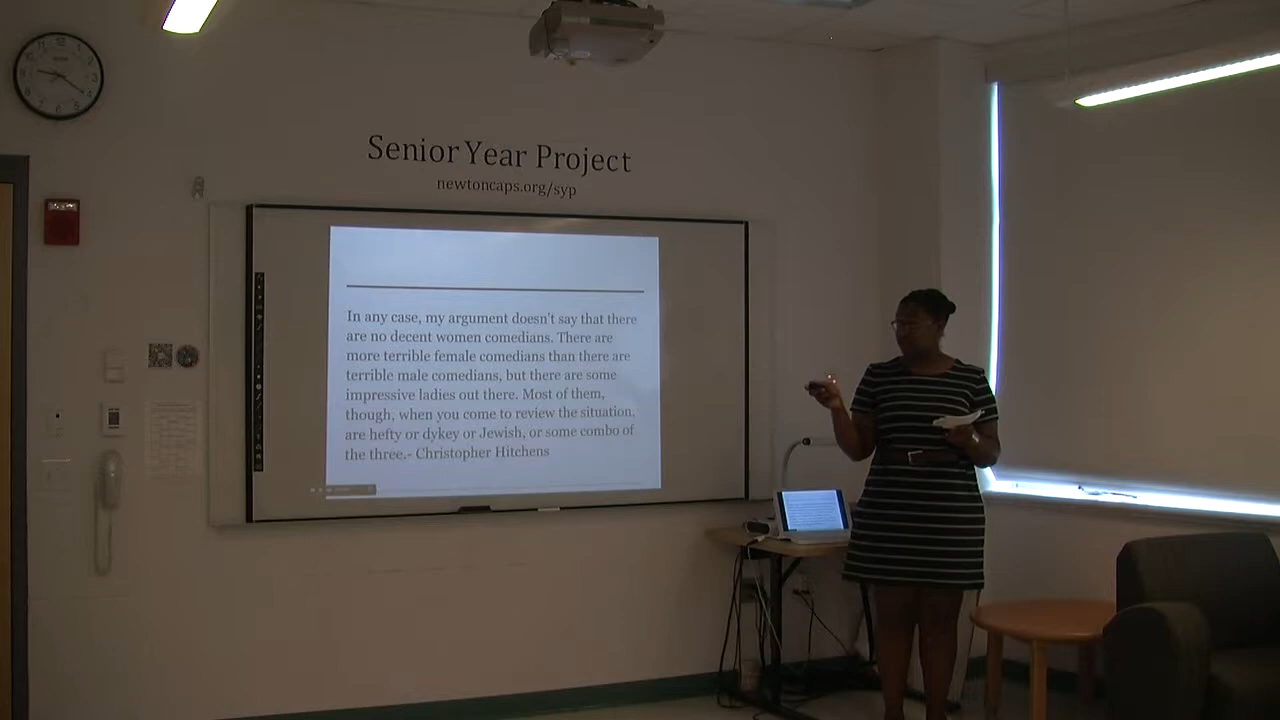 Senior Year Project
newtoncaps.org/syp
In any case, my argument doesn't say that there
are no decent women comedians. There are
more terrible female comedians than there are
terrible male comedians, but there are some
impressive ladies out there. Most of them,
though, when you come to review the situation,
are hefty or dykey or Jewish, or some combo of
the three.- Christopher Hitchens